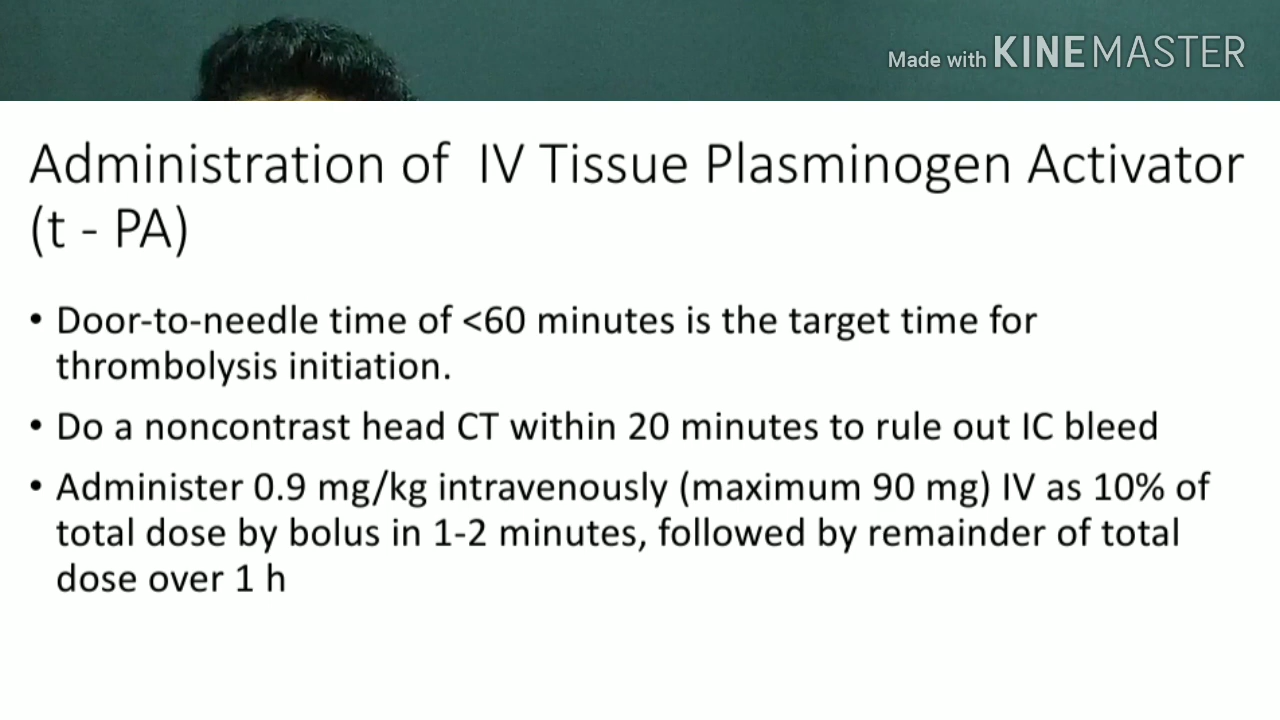 Made with KINEMASTER
Administration of  IV Tissue Plasminogen Activator
(t - PA)
• Door-to-needle time of <60 minutes is the target time for
thrombolysis initiation.
• Do a noncontrast head CT within 20 minutes to rule out IC bleed
• Administer 0.9 mg/kg intravenously (maximum 90 mg) IV as 10% of
total dose by bolus in 1-2 minutes, followed by remainder of total
dose over 1 h